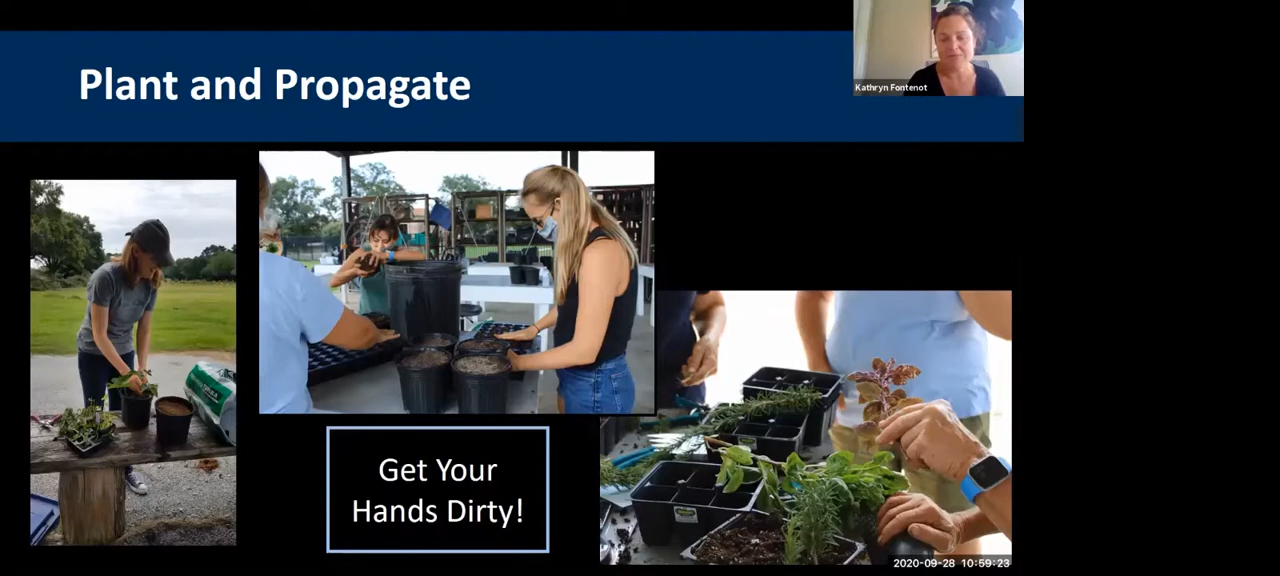 Plant and Propagate
Kathryn Fontenot
Get Your
Hands Dirty!
2020-09-28 10:59:23